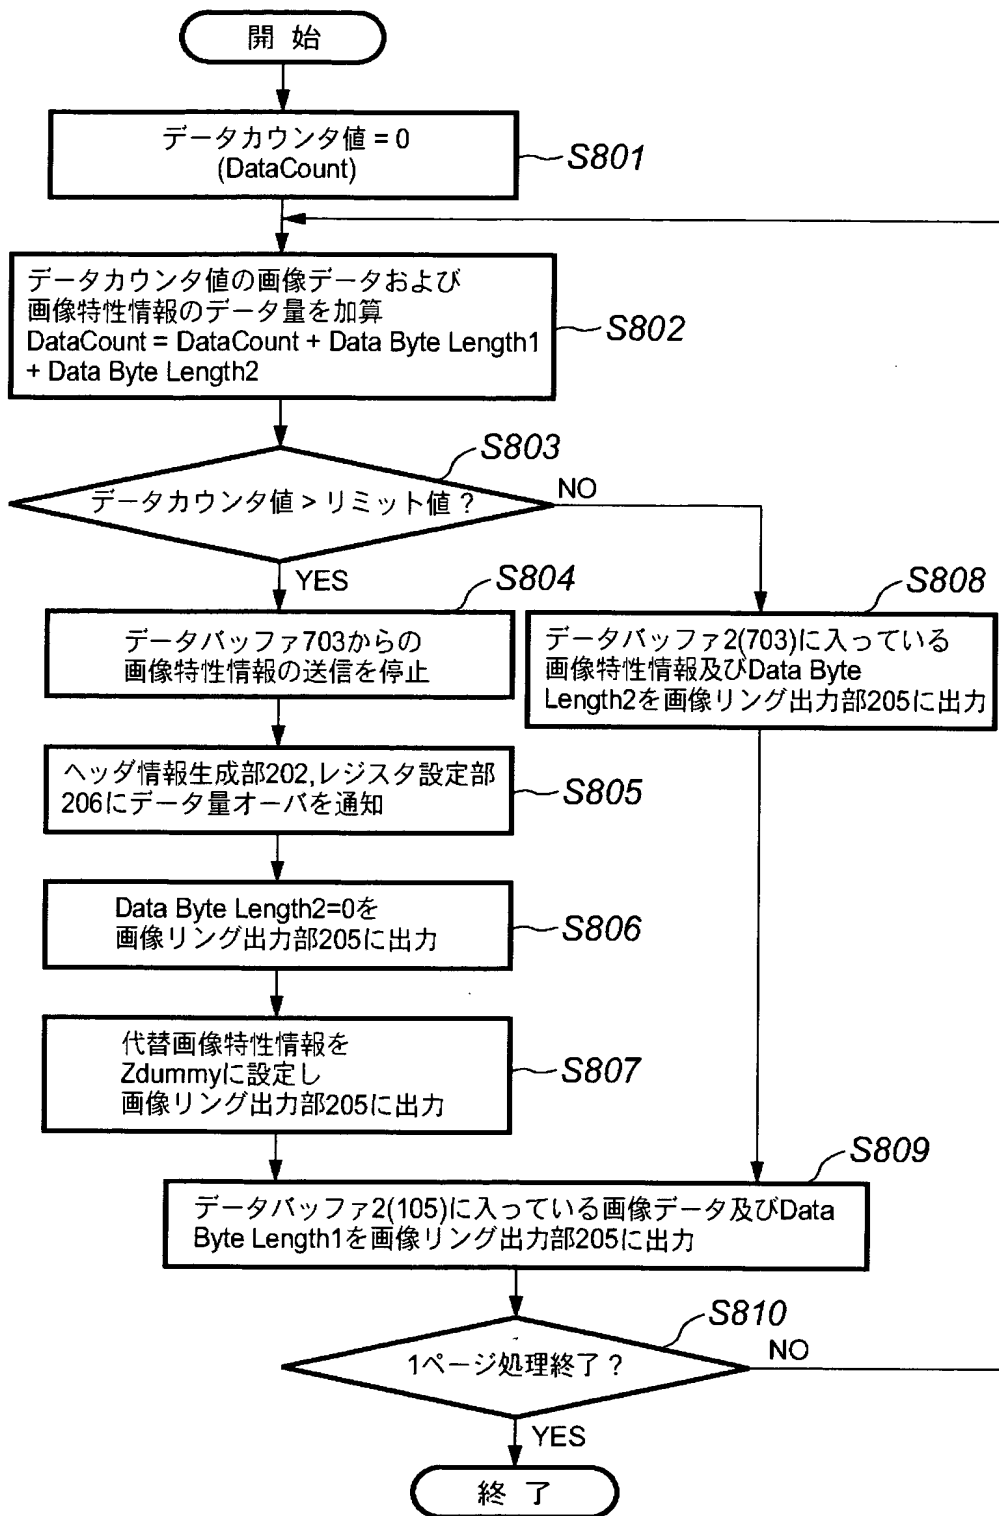 開 始
データカウンタ値 = 0
(DataCount)
S801
データカウンタ値の画像データおよび
画像特性情報のデータ量を加算
DataCount = DataCount + Data Byte Length1
+ Data Byte Length2
S802
S803
データカウンタ値 > リミット値 ?
NO
YES
S804
データバッファ703からの
画像特性情報の送信を停止
S808
データバッファ2(703)に入っている
画像特性情報及びData Byte
Length2を画像リング出力部205に出力
ヘッダ情報生成部202,レジスタ設定部
206にデータ量オーバを通知
S805
Data Byte Length2=0を
画像リング出力部205に出力
S806
代替画像特性情報を
Zdummyに設定し
画像リング出力部205に出力
S807
S809
データバッファ2(105)に入っている画像データ及びData
Byte Length1を画像リング出力部205に出力
S810
1ページ処理終了 ?
NO
YES
終 了